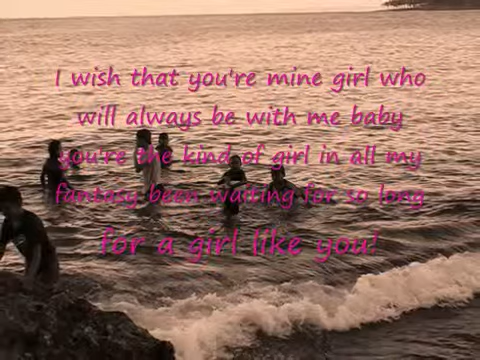 I wish that you're mine girl who
will always be with me baby
you're the kind of girl in all my
fantasy been waiting for so long
for a girl like you!